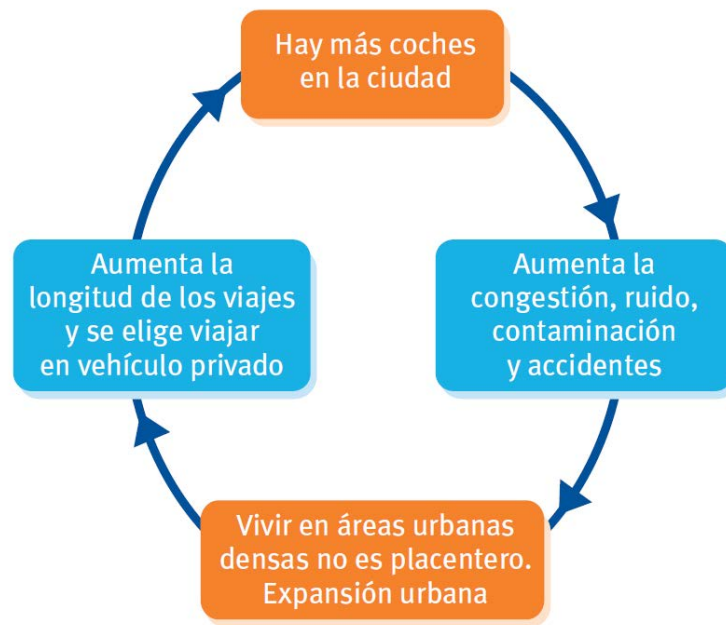 Hay más coches
en la ciudad
Aumenta la
congestión, ruido,
contaminación
y accidentes
Vivir en áreas urbanas
densas no es placentero.
Expansión urbana
Aumenta la
longitud de los viajes
y se elige viajar
en vehículo privado